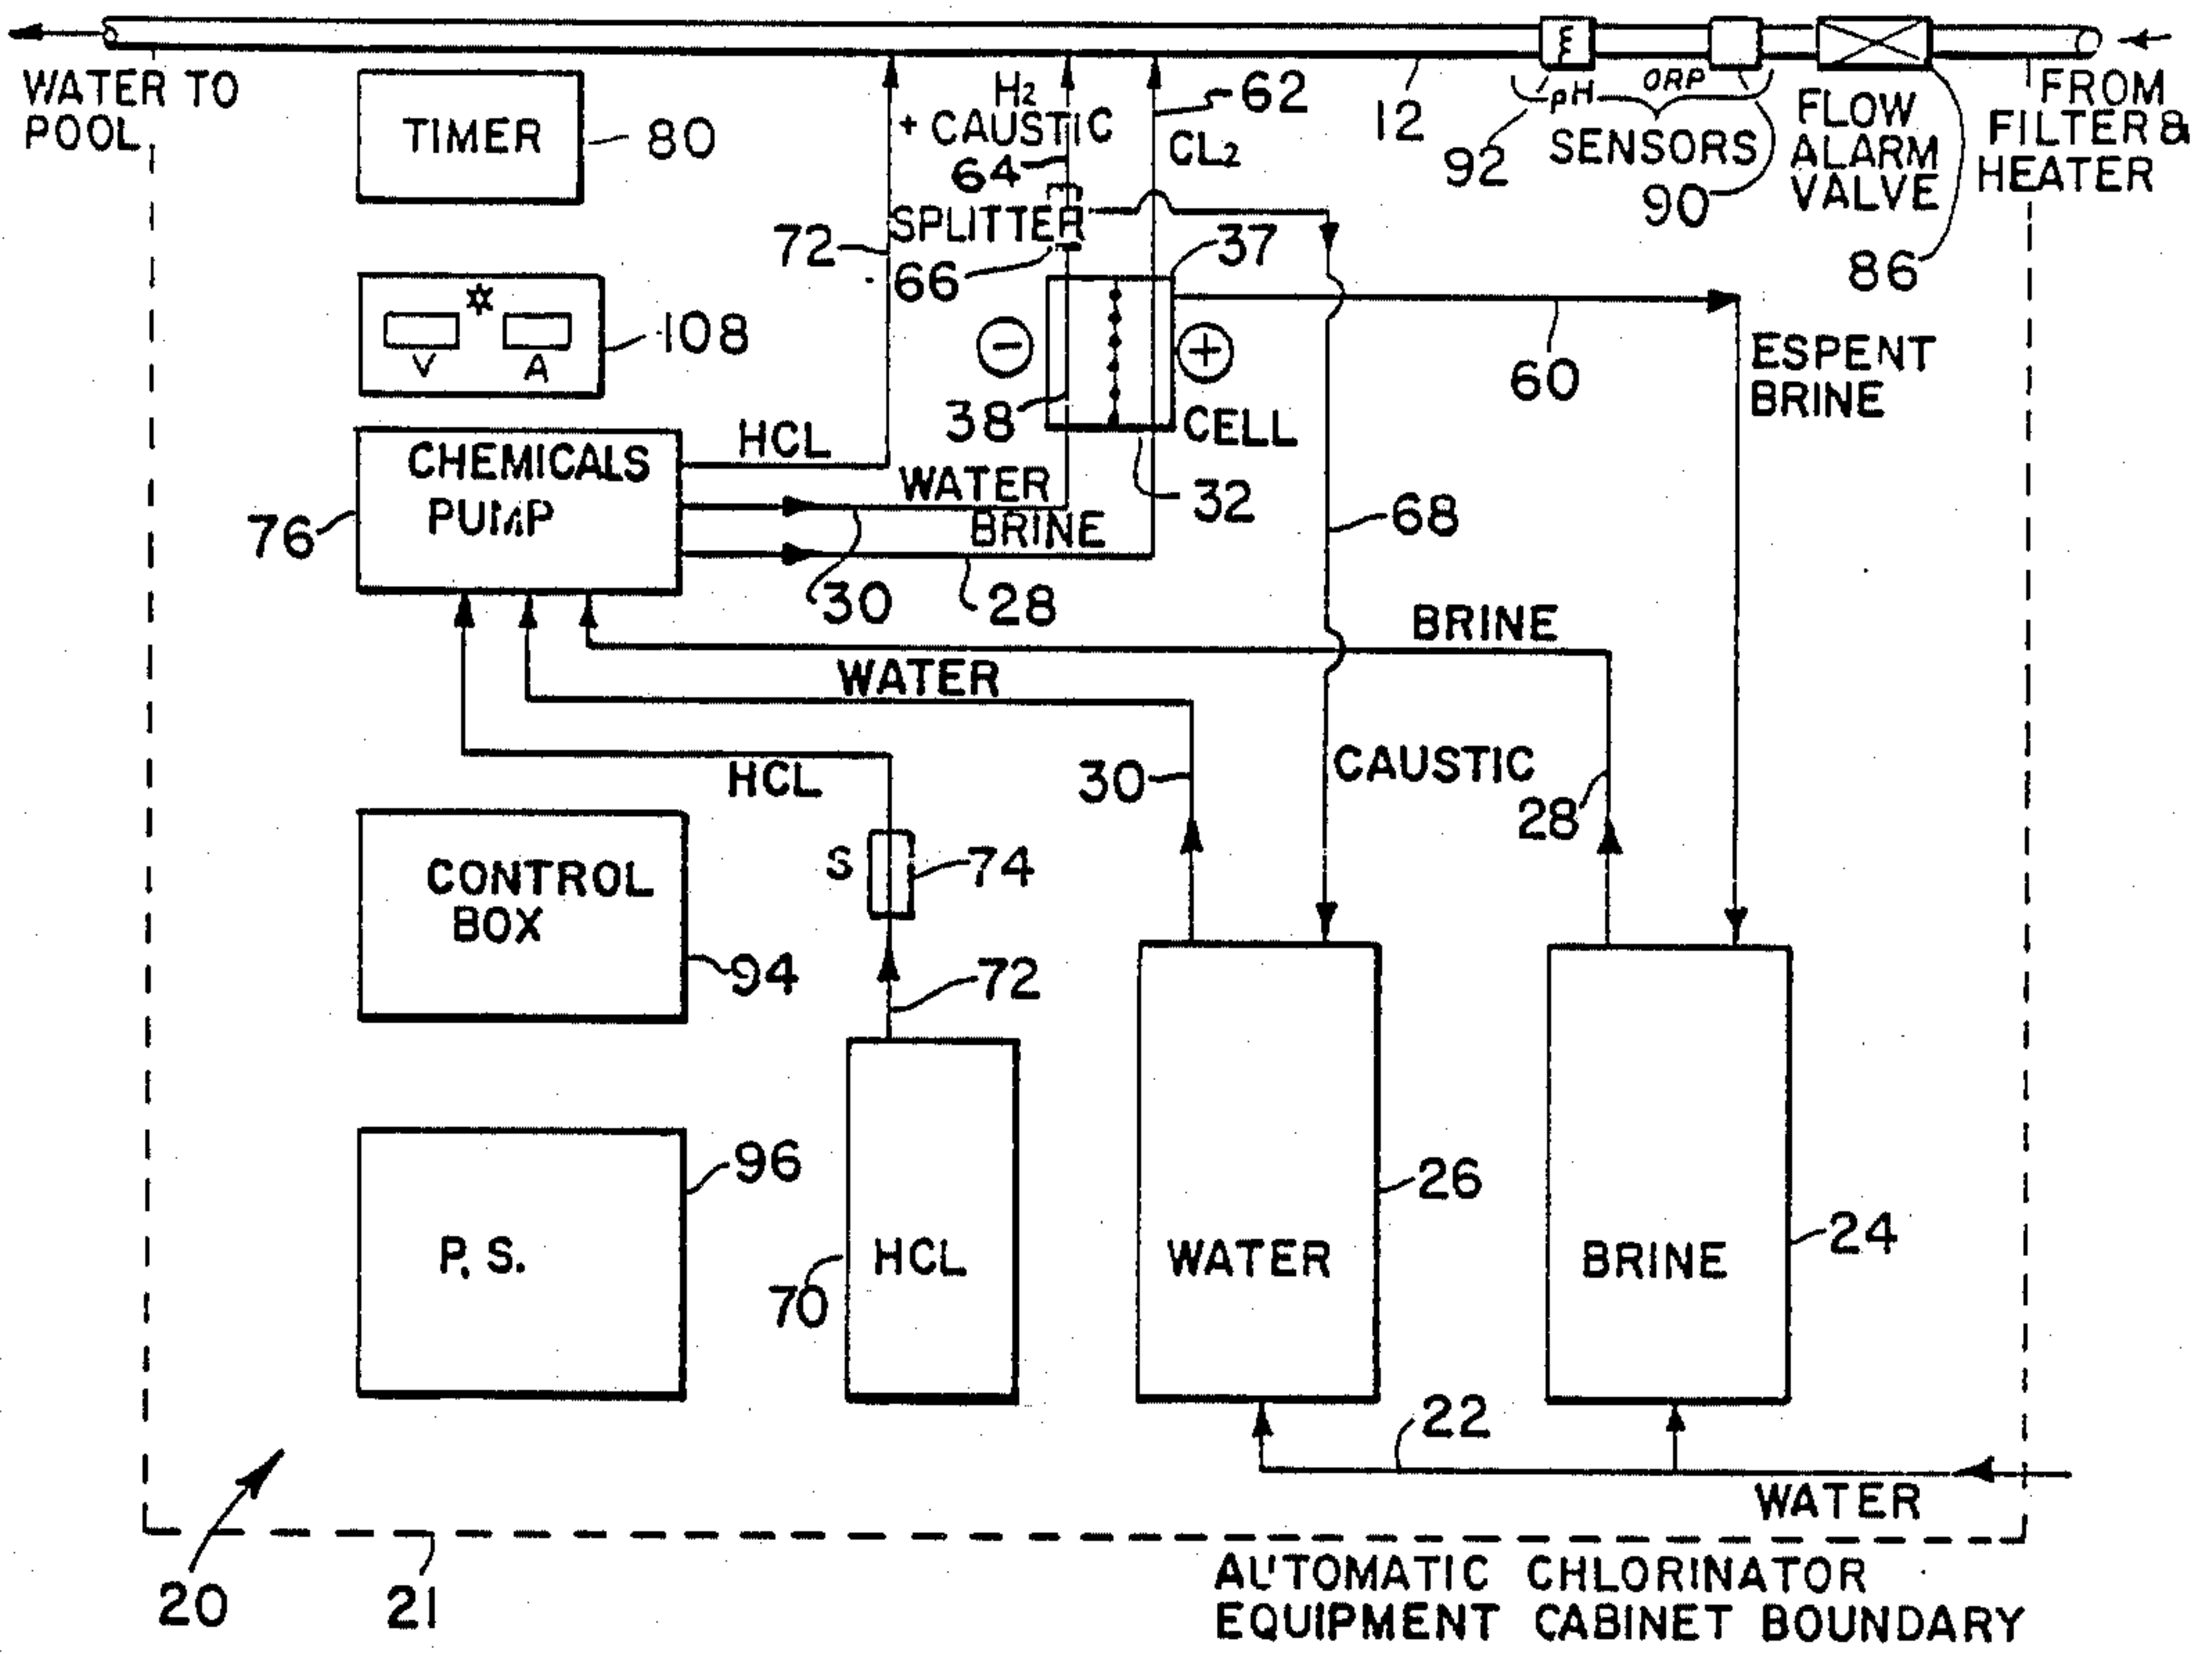 WATER TO
POOL
TIMER
80
H2
+ CAUSTIC
64
62
CL2
12
pH
ORP
SENSORS
92
90
FLOW
ALARM
VALVE
86
FROM
FILTER &
HEATER
72
SPLITTER
66
37
V
A
108
−
+
38
CELL
32
60
ESPENT
BRINE
CHEMICALS
PUMP
76
HCL
WATER
BRINE
30
28
68
BRINE
WATER
HCL
30
CAUSTIC
28
CONTROL
BOX
94
S
74
72
P.S.
96
HCL
70
WATER
26
BRINE
24
22
WATER
20
21
AUTOMATIC CHLORINATOR
EQUIPMENT CABINET BOUNDARY